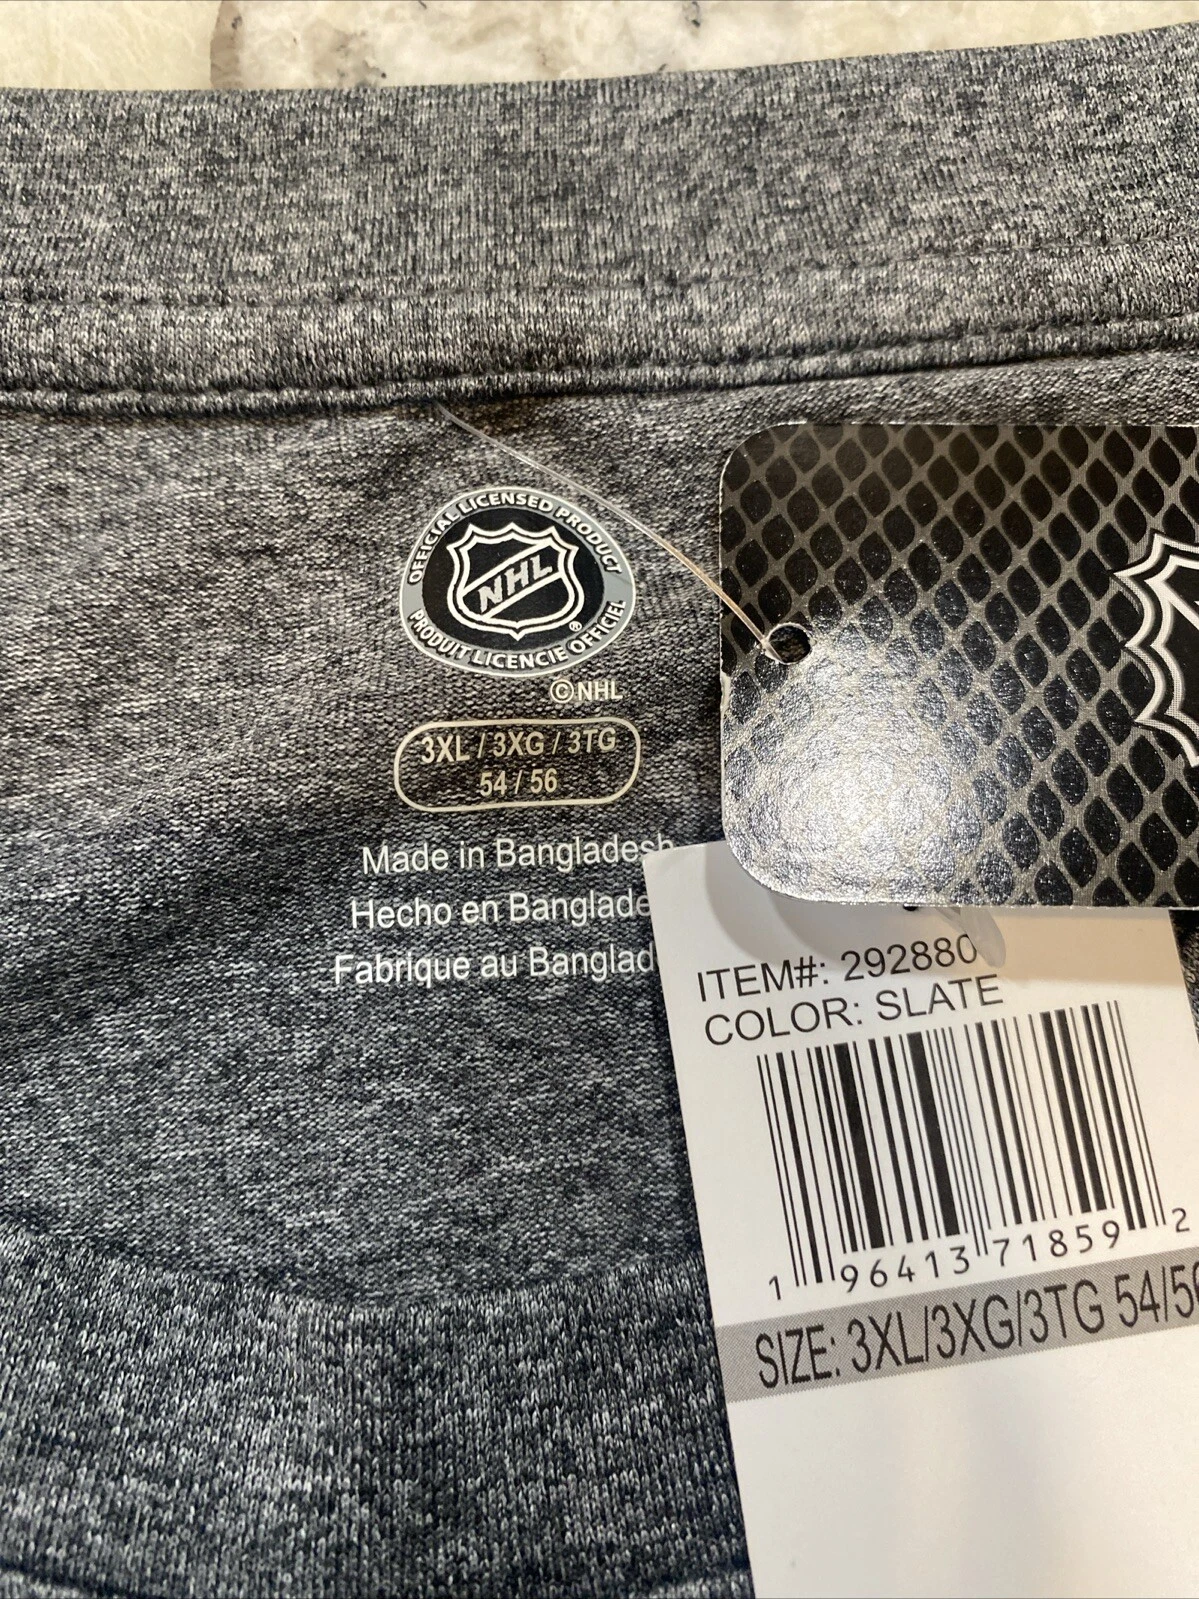 OFFICIAL LICENSED PRODUCT
NHL
®
PRODUIT LICENCIE OFFICIEL
©NHL
3XL / 3XG / 3TG
54 / 56
Made in Bangladesh
Hecho en Banglade
Fabrique au Banglad
ITEM#: 292880
COLOR: SLATE
1 96413 71859 2
SIZE: 3XL/3XG/3TG 54/56